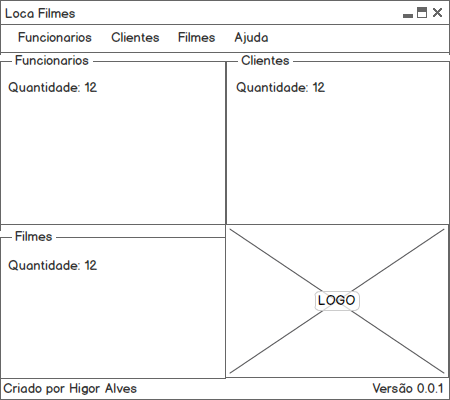 Loca Filmes
Funcionarios Clientes Filmes Ajuda
Funcionarios
Quantidade: 12
Clientes
Quantidade: 12
Filmes
Quantidade: 12
LOGO
Criado por Higor Alves
Versão 0.0.1